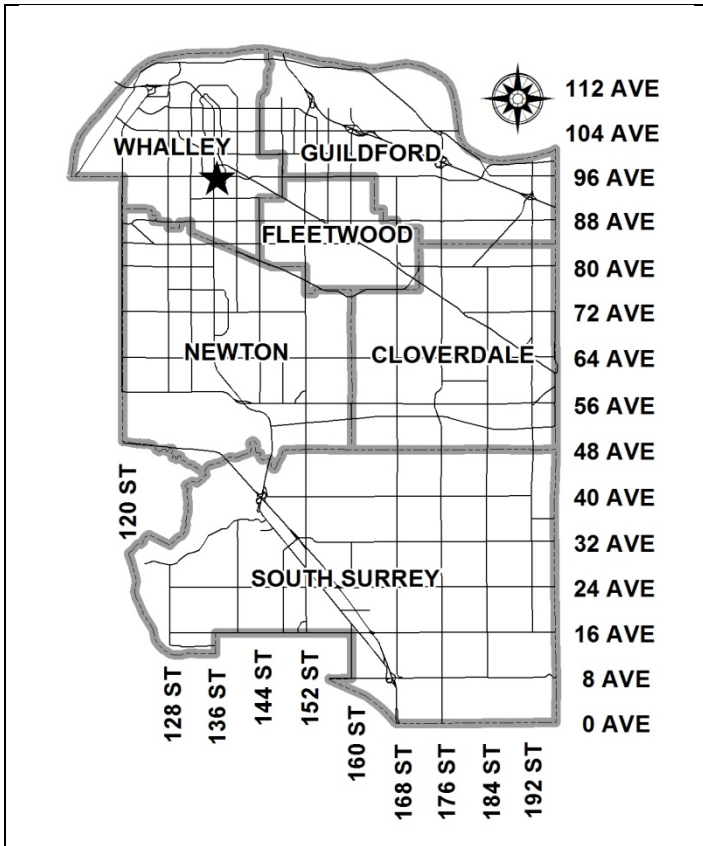 112 AVE
104 AVE
WHALLEY
GUILDFORD
96 AVE
88 AVE
FLEETWOOD
80 AVE
72 AVE
NEWTON
CLOVERDALE
64 AVE
56 AVE
48 AVE
120 ST
40 AVE
32 AVE
SOUTH SURREY
24 AVE
16 AVE
8 AVE
0 AVE
128 ST
136 ST
144 ST
152 ST
160 ST
168 ST
176 ST
184 ST
192 ST